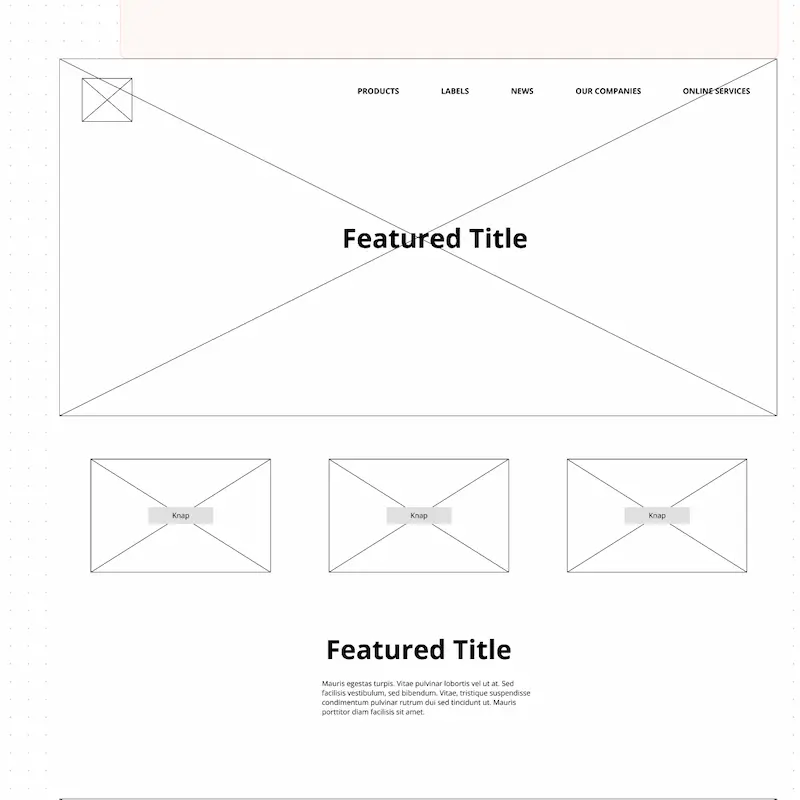 PRODUCTS LABELS NEWS OUR COMPANIES ONLINE SERVICES
Featured Title
Knap Knap Knap
Featured Title
Mauris egestas turpis. Vitae pulvinar lobortis vel ut at. Sed
facilisis vestibulum, sed bibendum. Vitae, tristique suspendisse
condimentum pulvinar rutrum dui sed tincidunt ut. Mauris
porttitor diam facilisis sit amet.